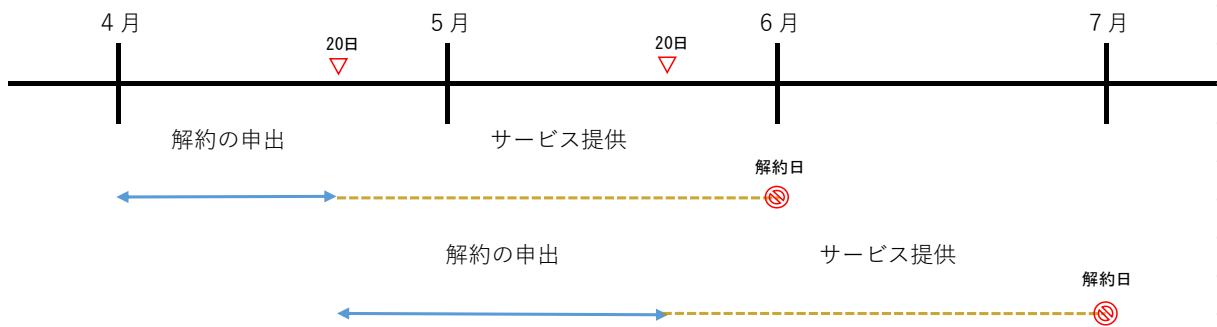 ４月
５月
６月
７月
20日
20日
解約の申出
サービス提供
解約日
解約の申出
サービス提供
解約日